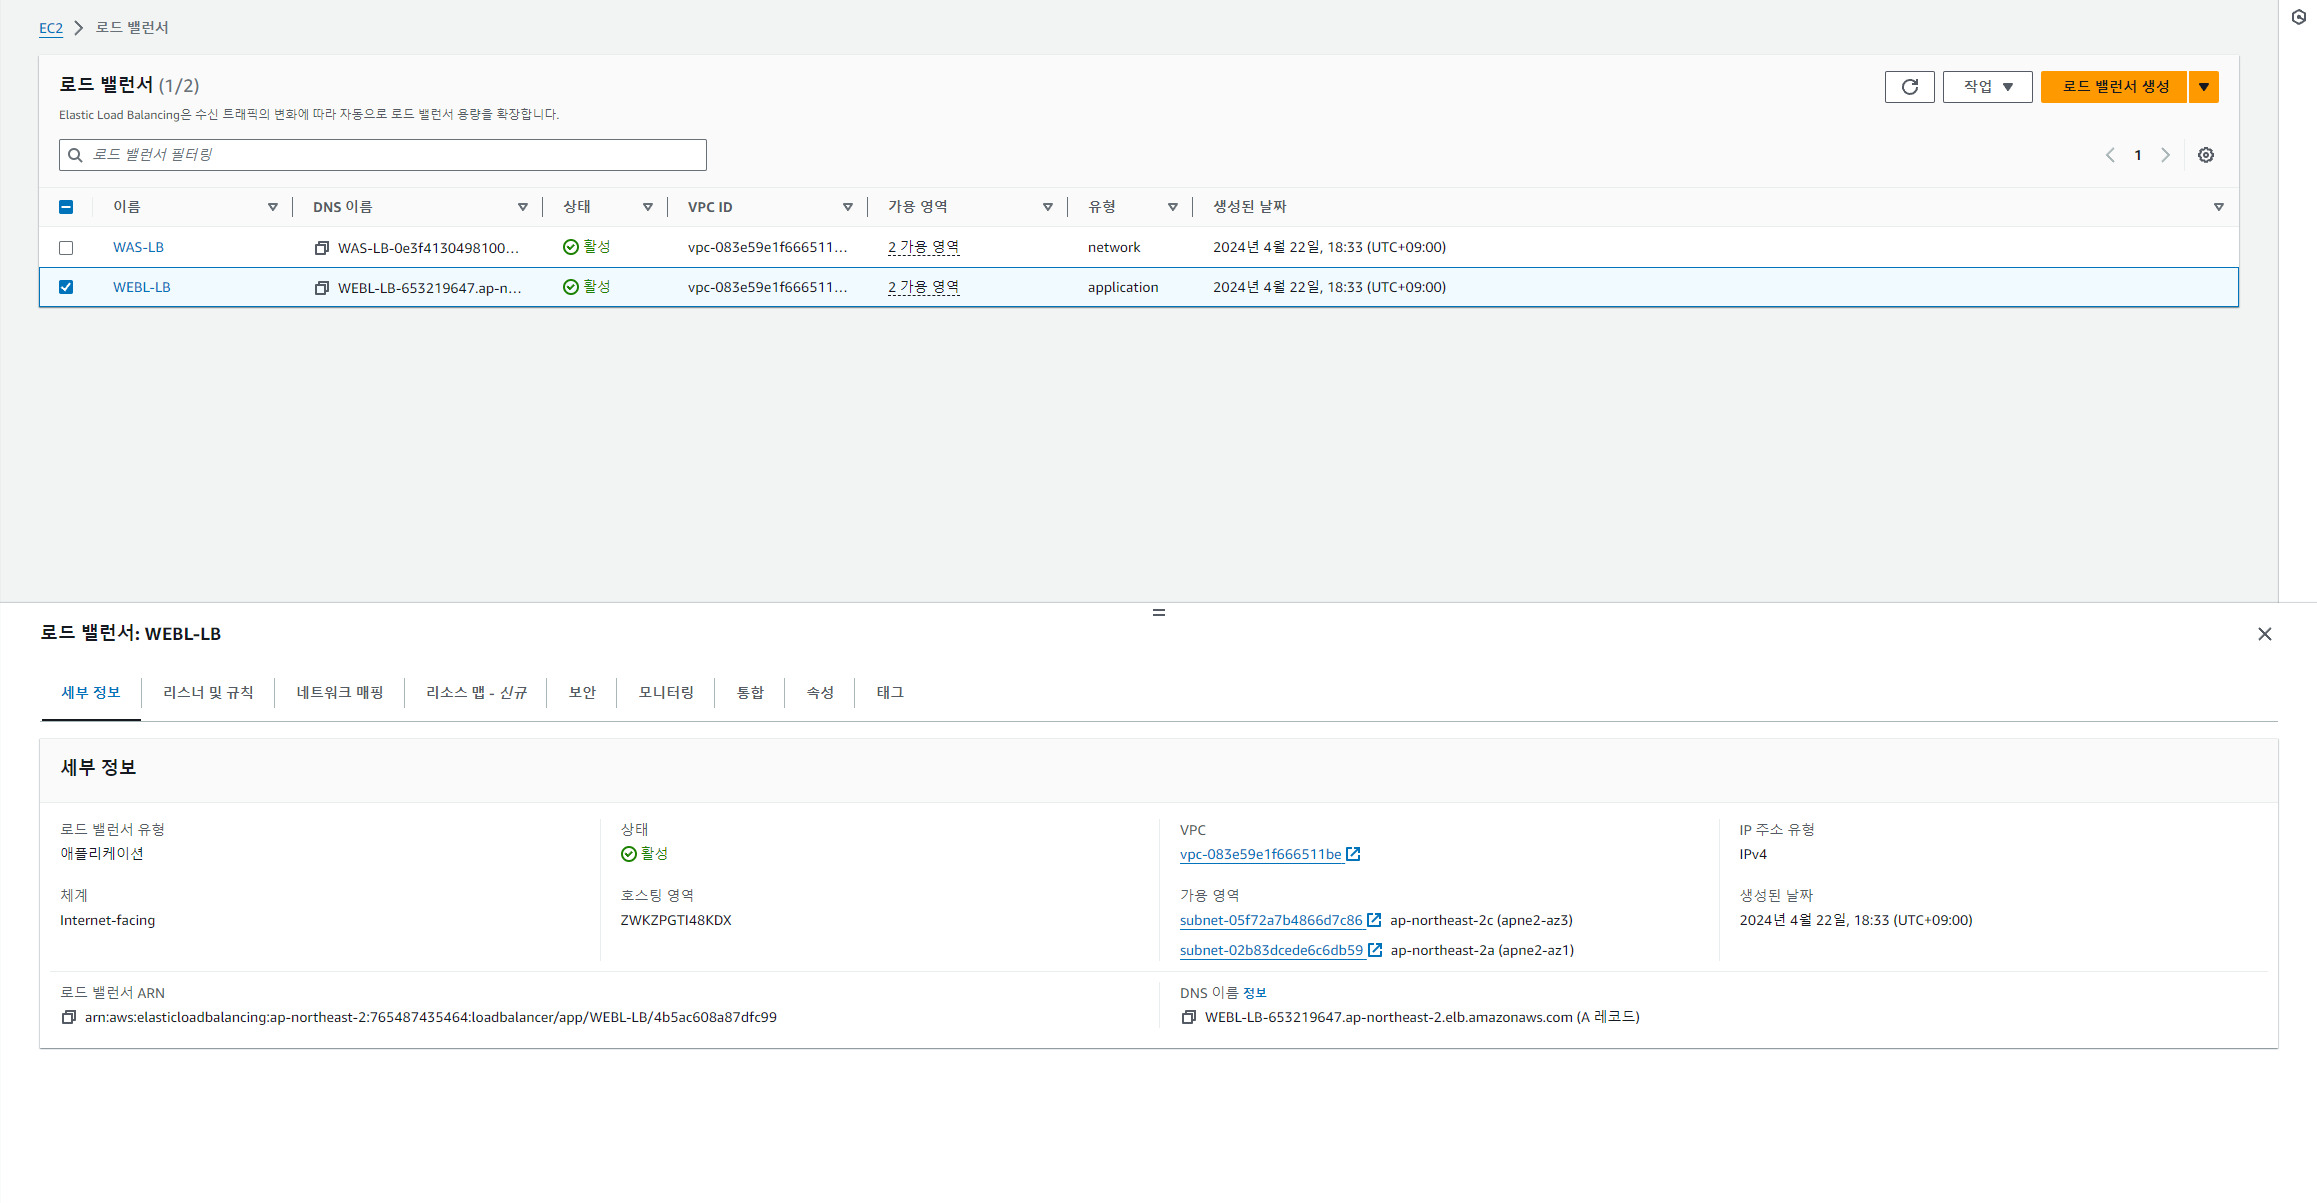 EC2 > 로드 밸런서
로드 밸런서 (1/2)
작업
로드 밸런서 생성
Elastic Load Balancing은 수신 트래픽의 변화에 따라 자동으로 로드 밸런서 용량을 확장합니다.
로드 밸런서 필터링
1
이름 DNS 이름 상태 VPC ID 가용 영역 유형 생성된 날짜
WAS-LB WAS-LB-0e3f4130498100... 활성 vpc-083e59e1f666511... 2 가용 영역 network 2024년 4월 22일, 18:33 (UTC+09:00)
WEBL-LB WEBL-LB-653219647.ap-n... 활성 vpc-083e59e1f666511... 2 가용 영역 application 2024년 4월 22일, 18:33 (UTC+09:00)
로드 밸런서: WEBL-LB
세부 정보 리스너 및 규칙 네트워크 매핑 리소스 맵 - 신규 보안 모니터링 통합 속성 태그
세부 정보
로드 밸런서 유형
애플리케이션
상태
활성
VPC
vpc-083e59e1f666511be
IP 주소 유형
IPv4
체계
Internet-facing
호스팅 영역
ZWKZPGTI48KDX
가용 영역
subnet-05f72a7b4866d7c86 ap-northeast-2c (apne2-az3)
subnet-02b83dcede6c6db59 ap-northeast-2a (apne2-az1)
생성된 날짜
2024년 4월 22일, 18:33 (UTC+09:00)
로드 밸런서 ARN
arn:aws:elasticloadbalancing:ap-northeast-2:765487435464:loadbalancer/app/WEBL-LB/4b5ac608a87dfc99
DNS 이름 정보
WEBL-LB-653219647.ap-northeast-2.elb.amazonaws.com (A 레코드)